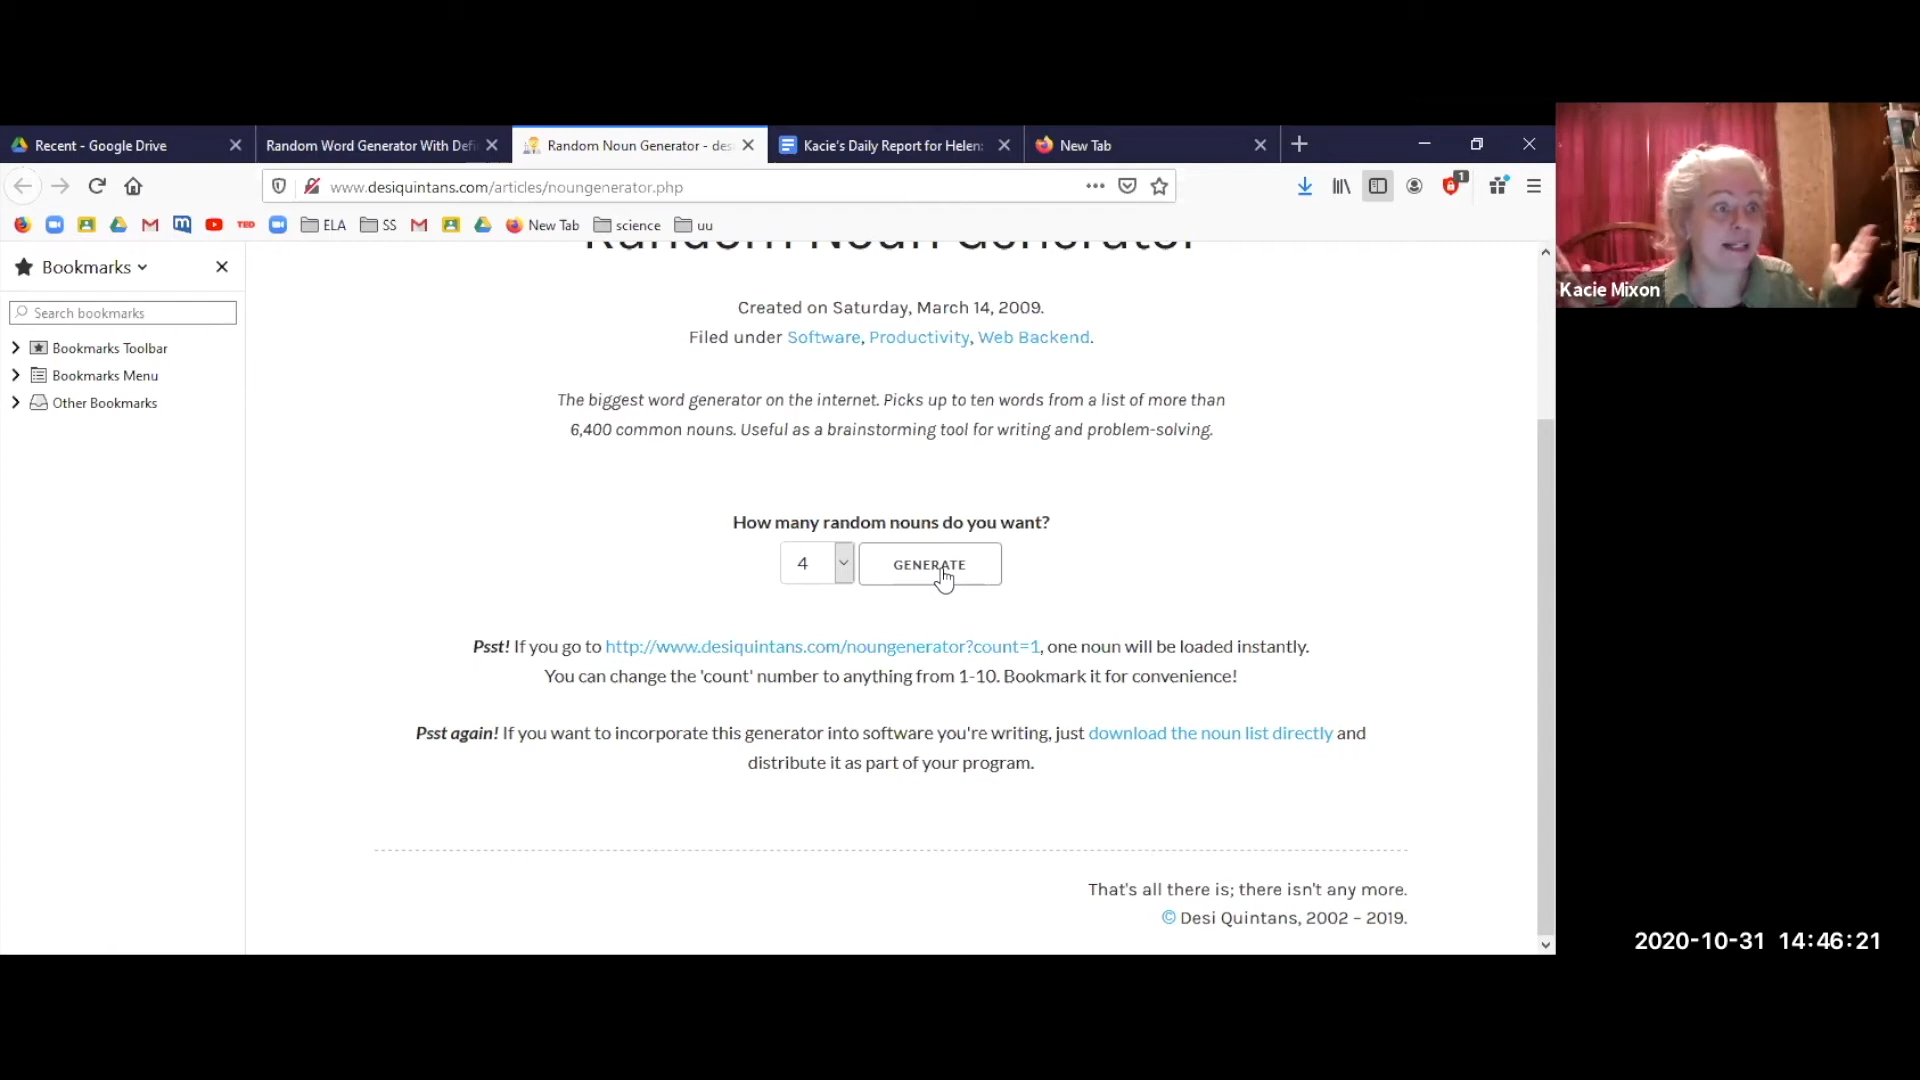 Recent - Google Drive
Random Word Generator With Defi
Random Noun Generator - des
Kacie's Daily Report for Helen:
New Tab
www.desiquintans.com/articles/noungenerator.php
1
TED
ELA
SS
New Tab
science
uu
Bookmarks
Search bookmarks
Bookmarks Toolbar
Bookmarks Menu
Other Bookmarks
Random Noun Generator
Created on Saturday, March 14, 2009.
Filed under Software, Productivity, Web Backend.
The biggest word generator on the internet. Picks up to ten words from a list of more than
6,400 common nouns. Useful as a brainstorming tool for writing and problem-solving.
How many random nouns do you want?
4
GENERATE
Psst! If you go to http://www.desiquintans.com/noungenerator?count=1, one noun will be loaded instantly.
You can change the 'count' number to anything from 1-10. Bookmark it for convenience!
Psst again! If you want to incorporate this generator into software you're writing, just download the noun list directly and
distribute it as part of your program.
That's all there is; there isn't any more.
© Desi Quintans, 2002 – 2019.
Kacie Mixon
2020-10-31 14:46:21